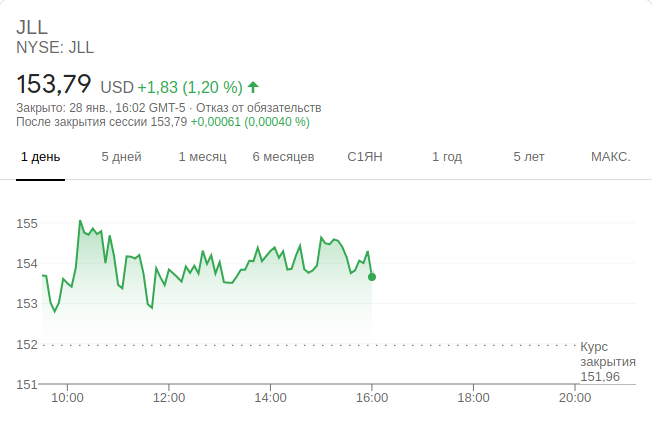 JLL
NYSE: JLL
153,79 USD +1,83 (1,20 %)
Закрыто: 28 янв., 16:02 GMT-5 · Отказ от обязательств
После закрытия сессии 153,79 +0,00061 (0,00040 %)
1 день 5 дней 1 месяц 6 месяцев С1ЯН 1 год 5 лет МАКС.
155
154
153
152
Курс
закрытия
151,96
151
10:00 12:00 14:00 16:00 18:00 20:00